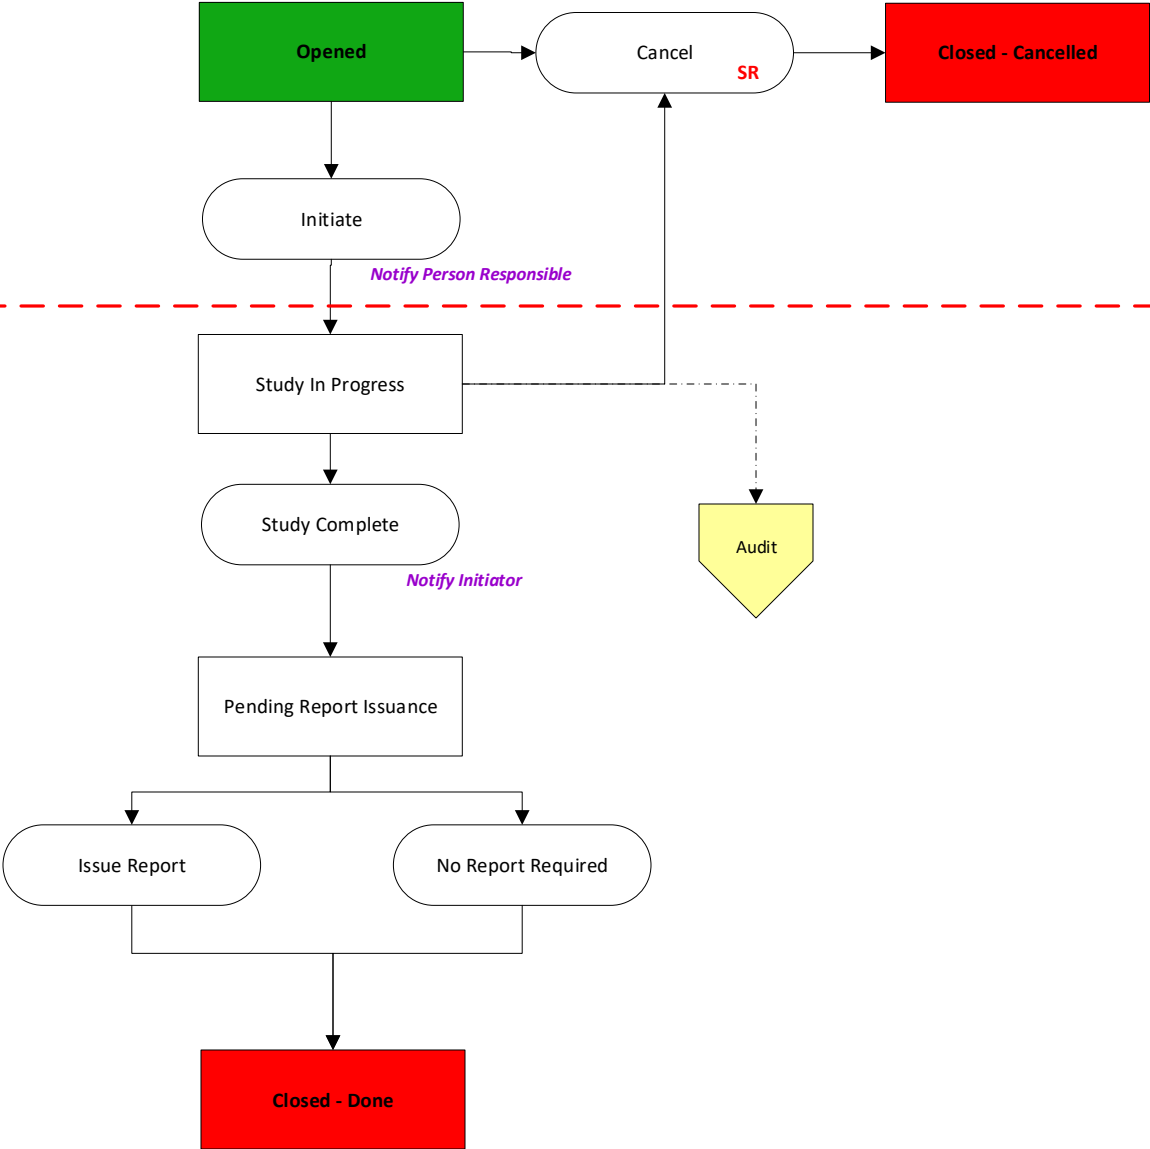 Opened
Cancel
SR
Closed - Cancelled
Initiate
Notify Person Responsible
Study In Progress
Study Complete
Audit
Notify Initiator
Pending Report Issuance
Issue Report
No Report Required
Closed - Done